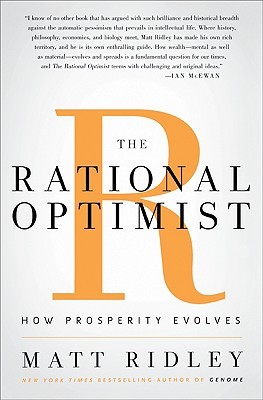 "I know of no other book that has argued with such brilliance and historical breadth
against the automatic pessimism that prevails in intellectual life. Where history,
philosophy, economics, and biology meet, Matt Ridley has made his own rich
territory, and he is its own enthralling guide. How wealth—mental as well
as material—evolves and spreads is a fundamental question for our times,
and The Rational Optimist teems with challenging and original ideas."
—IAN McEWAN
THE
R
RATIONAL
OPTIMIST
HOW PROSPERITY EVOLVES
MATT RIDLEY
NEW YORK TIMES BESTSELLING AUTHOR OF GENOME